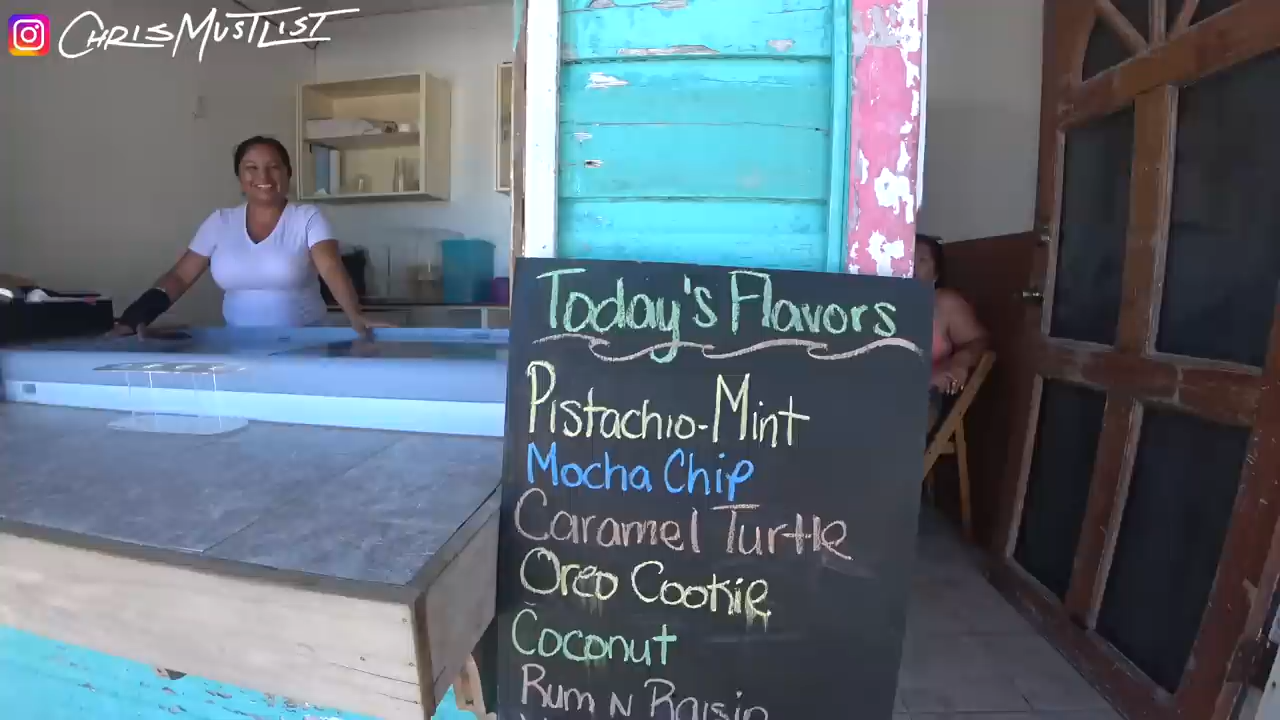 ChrisMustList
Today's Flavors
Pistachio-Mint
Mocha Chip
Caramel Turtle
Oreo Cookie
Coconut
Rum N Raisin